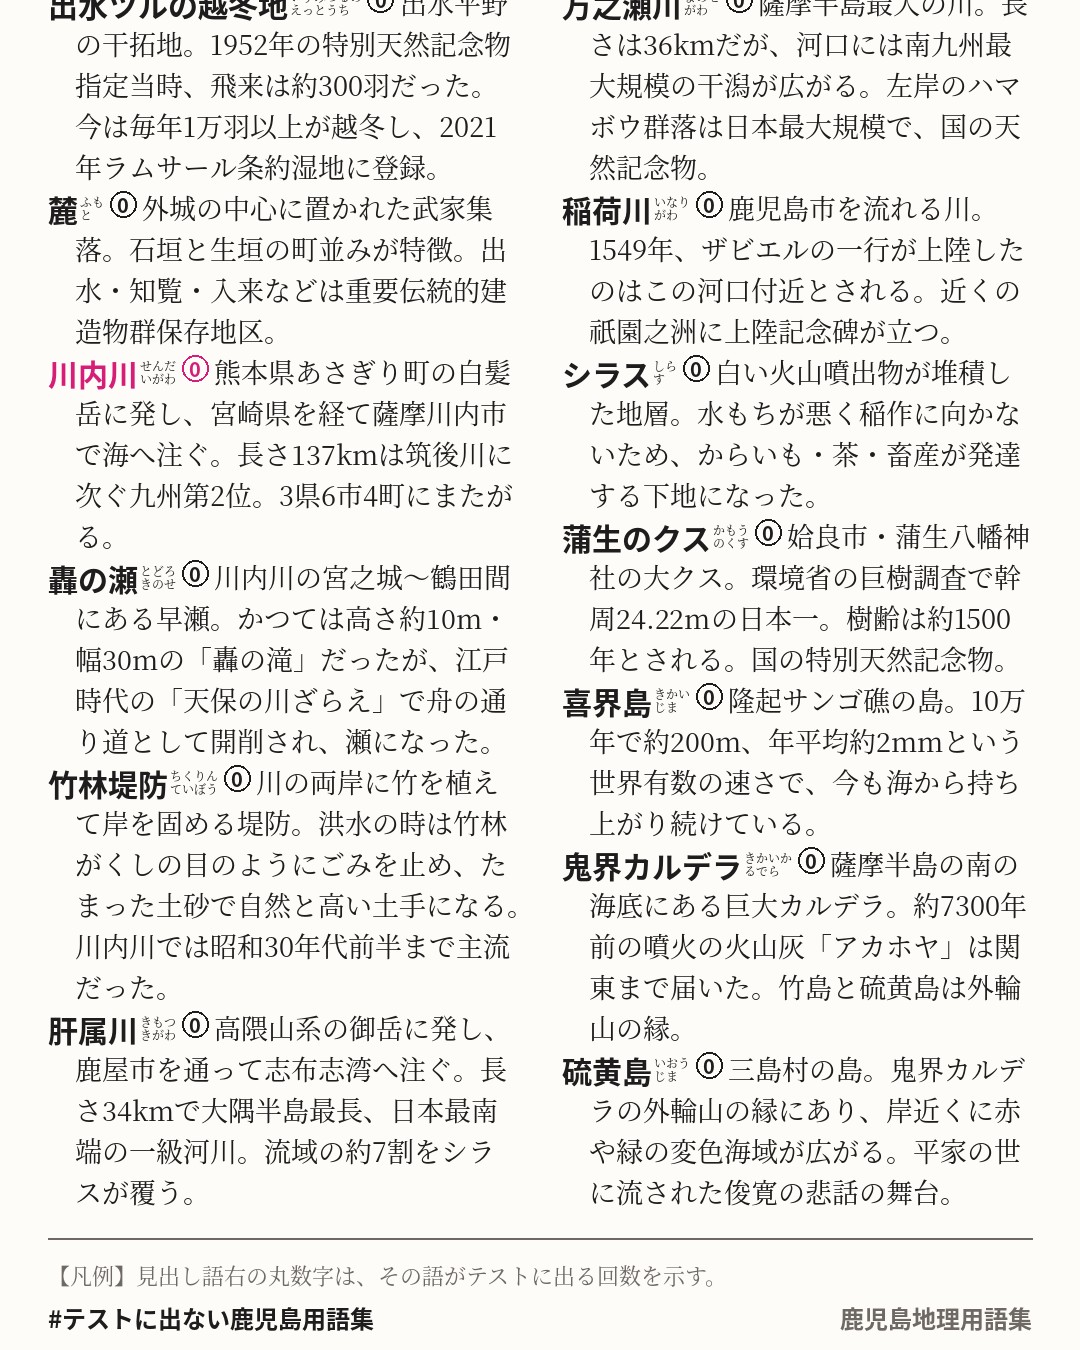 出水ツルの越冬地 えっとうち ⓪ 出水平野
の干拓地。1952年の特別天然記念物
指定当時、飛来は約300羽だった。
今は毎年1万羽以上が越冬し、2021
年ラムサール条約湿地に登録。
麓 ふもと ⓪ 外城の中心に置かれた武家集
落。石垣と生垣の町並みが特徴。出
水・知覧・入来などは重要伝統的建
造物群保存地区。
川内川 せんだいがわ ⓪ 熊本県あさぎり町の白髪
岳に発し、宮崎県を経て薩摩川内市
で海へ注ぐ。長さ137kmは筑後川に
次ぐ九州第2位。3県6市4町にまたが
る。
轟の瀬 とどろきのせ ⓪ 川内川の宮之城〜鶴田間
にある早瀬。かつては高さ約10m・
幅30mの「轟の滝」だったが、江戸
時代の「天保の川ざらえ」で舟の通
り道として開削され、瀬になった。
竹林堤防 ちくりんていぼう ⓪ 川の両岸に竹を植え
て岸を固める堤防。洪水の時は竹林
がくしの目のようにごみを止め、た
まった土砂で自然と高い土手になる。
川内川では昭和30年代前半まで主流
だった。
肝属川 きもつきがわ ⓪ 高隈山系の御岳に発し、
鹿屋市を通って志布志湾へ注ぐ。長
さ34kmで大隅半島最長、日本最南
端の一級河川。流域の約7割をシラ
スが覆う。
万之瀬川 がわ ⓪ 薩摩半島最大の川。長
さは36kmだが、河口には南九州最
大規模の干潟が広がる。左岸のハマ
ボウ群落は日本最大規模で、国の天
然記念物。
稲荷川 いなりがわ ⓪ 鹿児島市を流れる川。
1549年、ザビエルの一行が上陸した
のはこの河口付近とされる。近くの
祇園之洲に上陸記念碑が立つ。
シラス しらす ⓪ 白い火山噴出物が堆積し
た地層。水もちが悪く稲作に向かな
いため、からいも・茶・畜産が発達
する下地になった。
蒲生のクス かもうのくす ⓪ 姶良市・蒲生八幡神
社の大クス。環境省の巨樹調査で幹
周24.22mの日本一。樹齢は約1500
年とされる。国の特別天然記念物。
喜界島 きかいじま ⓪ 隆起サンゴ礁の島。10万
年で約200m、年平均約2mmという
世界有数の速さで、今も海から持ち
上がり続けている。
鬼界カルデラ きかいかるでら ⓪ 薩摩半島の南の
海底にある巨大カルデラ。約7300年
前の噴火の火山灰「アカホヤ」は関
東まで届いた。竹島と硫黄島は外輪
山の縁。
硫黄島 いおうじま ⓪ 三島村の島。鬼界カルデ
ラの外輪山の縁にあり、岸近くに赤
や緑の変色海域が広がる。平家の世
に流された俊寛の悲話の舞台。
【凡例】見出し語右の丸数字は、その語がテストに出る回数を示す。
#テストに出ない鹿児島用語集
鹿児島地理用語集